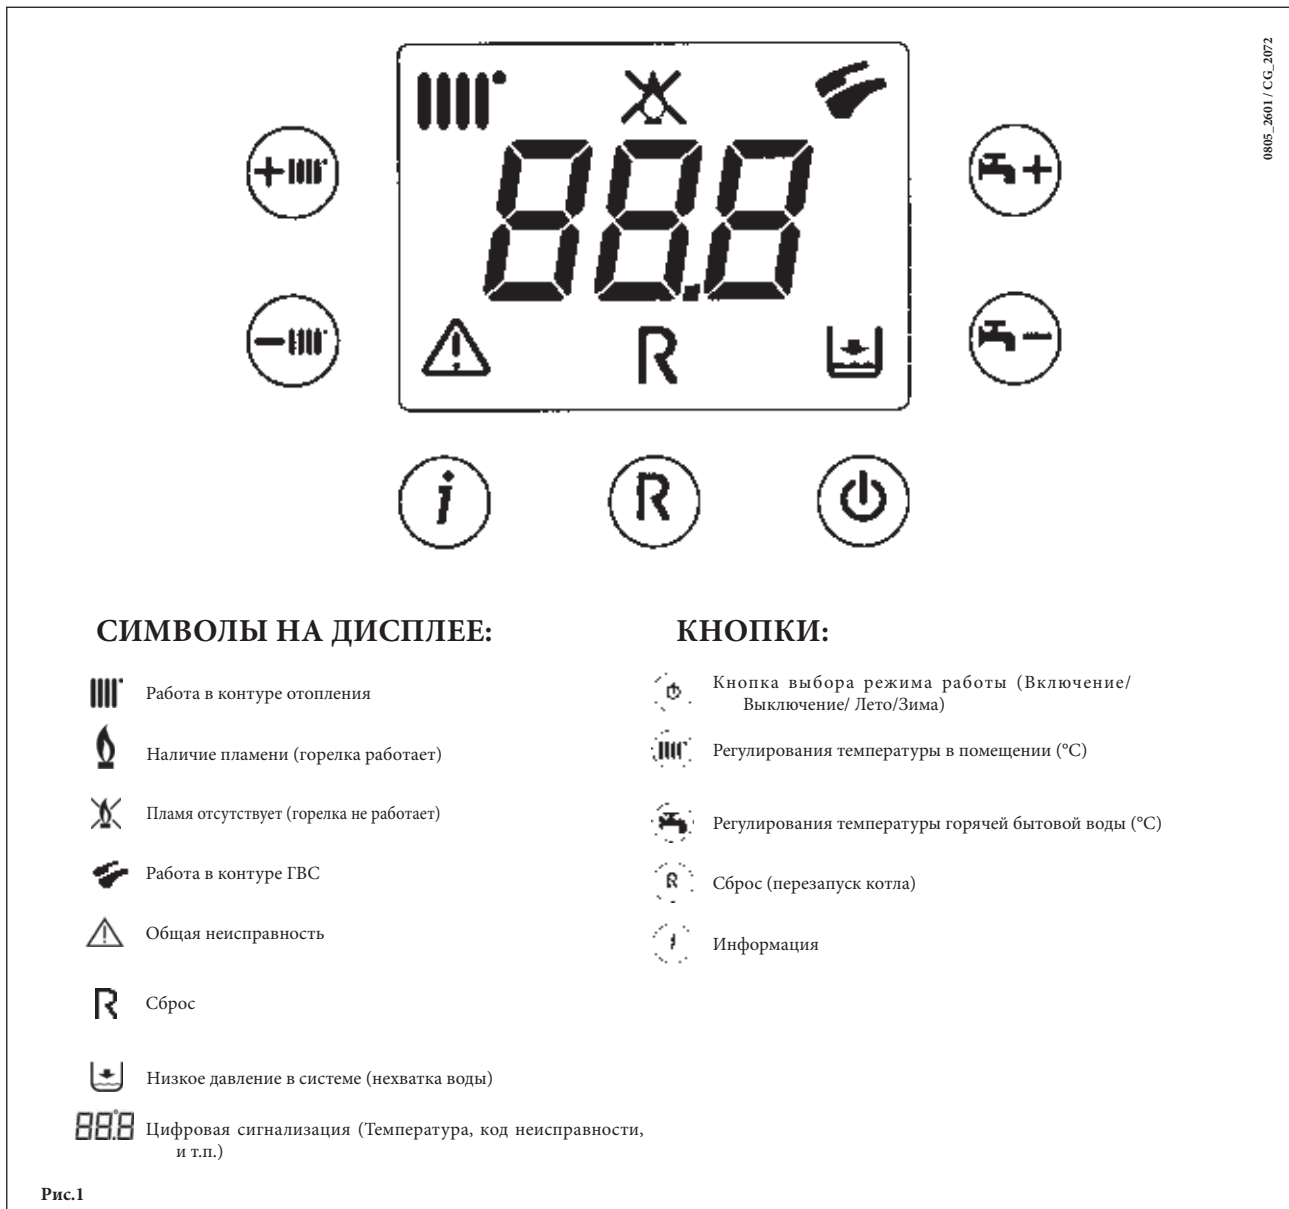 0805_2601 / CG_2072
+
88.8
+
−
R
−
i
R
СИМВОЛЫ НА ДИСПЛЕЕ:
Работа в контуре отопления
Наличие пламени (горелка работает)
Пламя отсутствует (горелка не работает)
Работа в контуре ГВС
Общая неисправность
R
Сброс
Низкое давление в системе (нехватка воды)
88.8
Цифровая сигнализация (Температура, код неисправности,
и т.п.)
КНОПКИ:
Кнопка выбора режима работы (Включение/
Выключение/ Лето/Зима)
Регулирования температуры в помещении (°C)
Регулирования температуры горячей бытовой воды (°C)
R
Сброс (перезапуск котла)
i
Информация
Рис.1